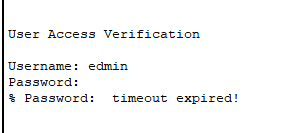 User Access Verification
Username: edmin
Password:
% Password:  timeout expired!